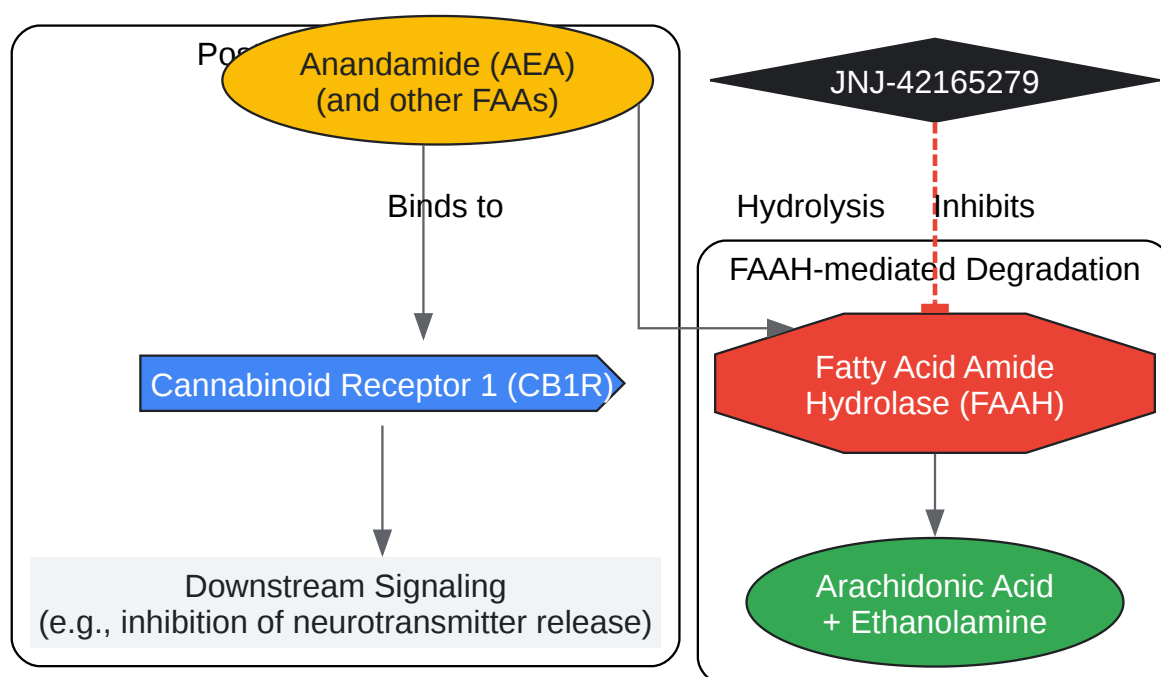 Anandamide (AEA)
(and other FAAs)
JNJ-42165279
Binds to
Hydrolysis
Inhibits
FAAH-mediated Degradation
Cannabinoid Receptor 1 (CB1R)
Fatty Acid Amide
Hydrolase (FAAH)
Downstream Signaling
(e.g., inhibition of neurotransmitter release)
Arachidonic Acid
+ Ethanolamine